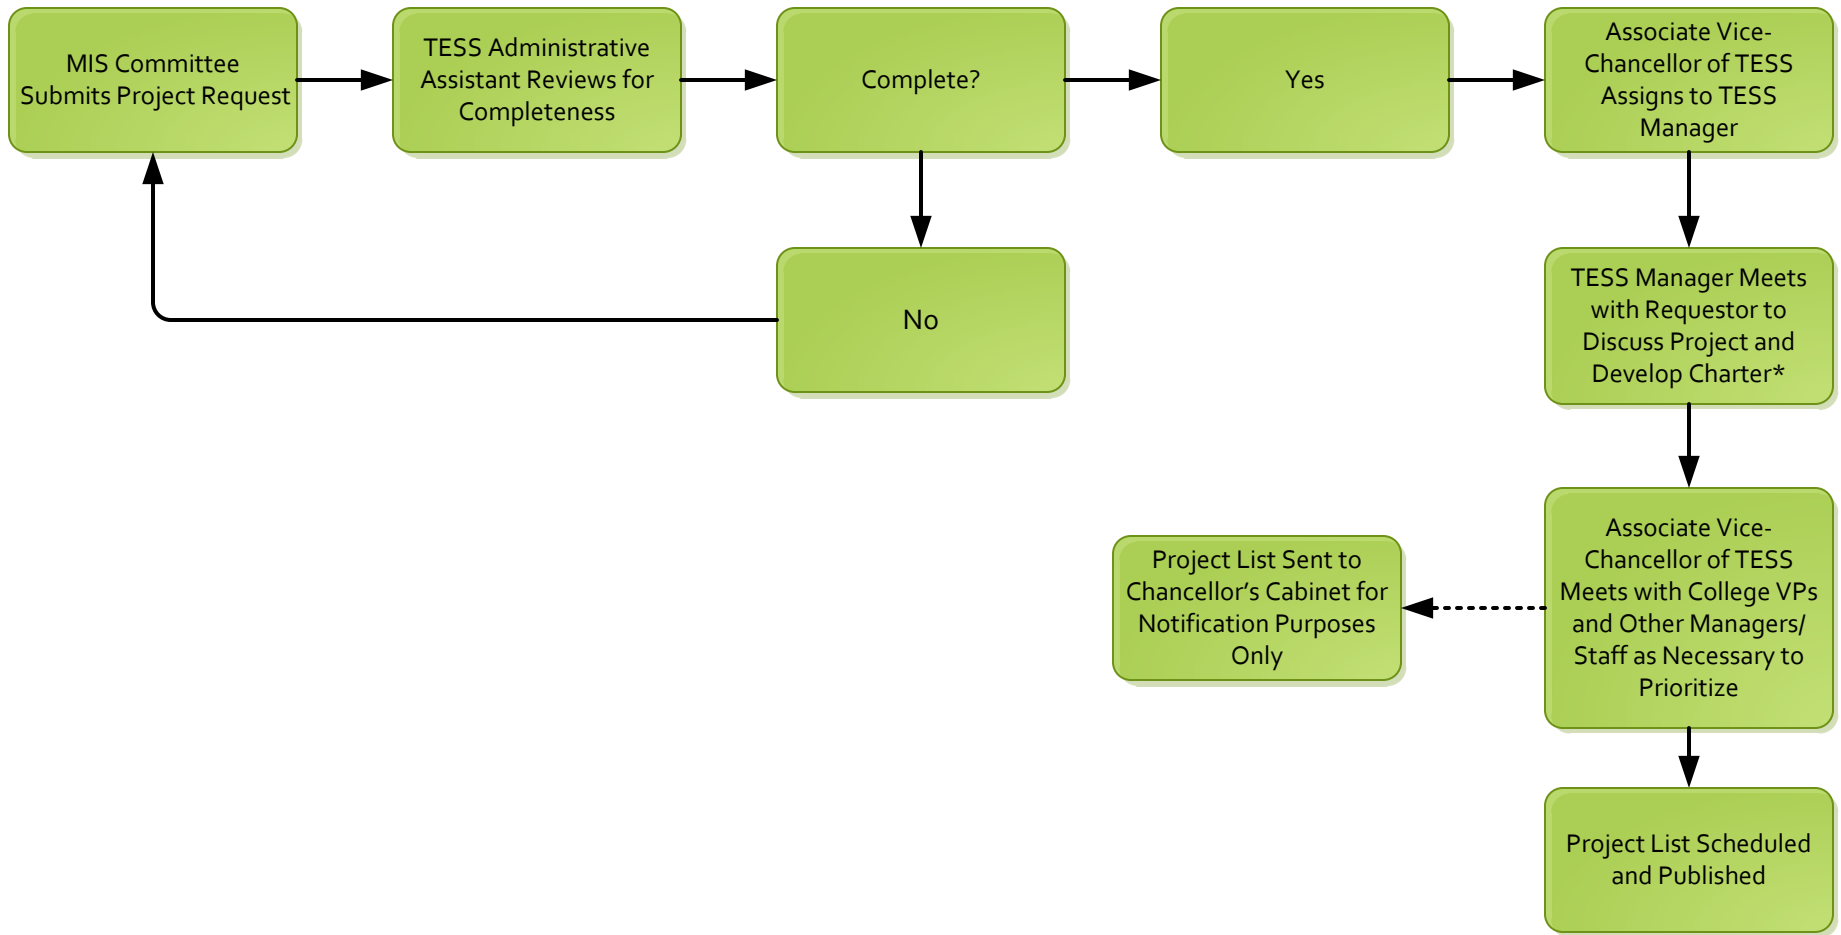 MIS Committee
Submits Project Request
TESS Administrative
Assistant Reviews for
Completeness
Complete?
Yes
Associate Vice-
Chancellor of TESS
Assigns to TESS
Manager
No
TESS Manager Meets
with Requestor to
Discuss Project and
Develop Charter*
Project List Sent to
Chancellor’s Cabinet for
Notification Purposes
Only
Associate Vice-
Chancellor of TESS
Meets with College VPs
and Other Managers/
Staff as Necessary to
Prioritize
Project List Scheduled
and Published